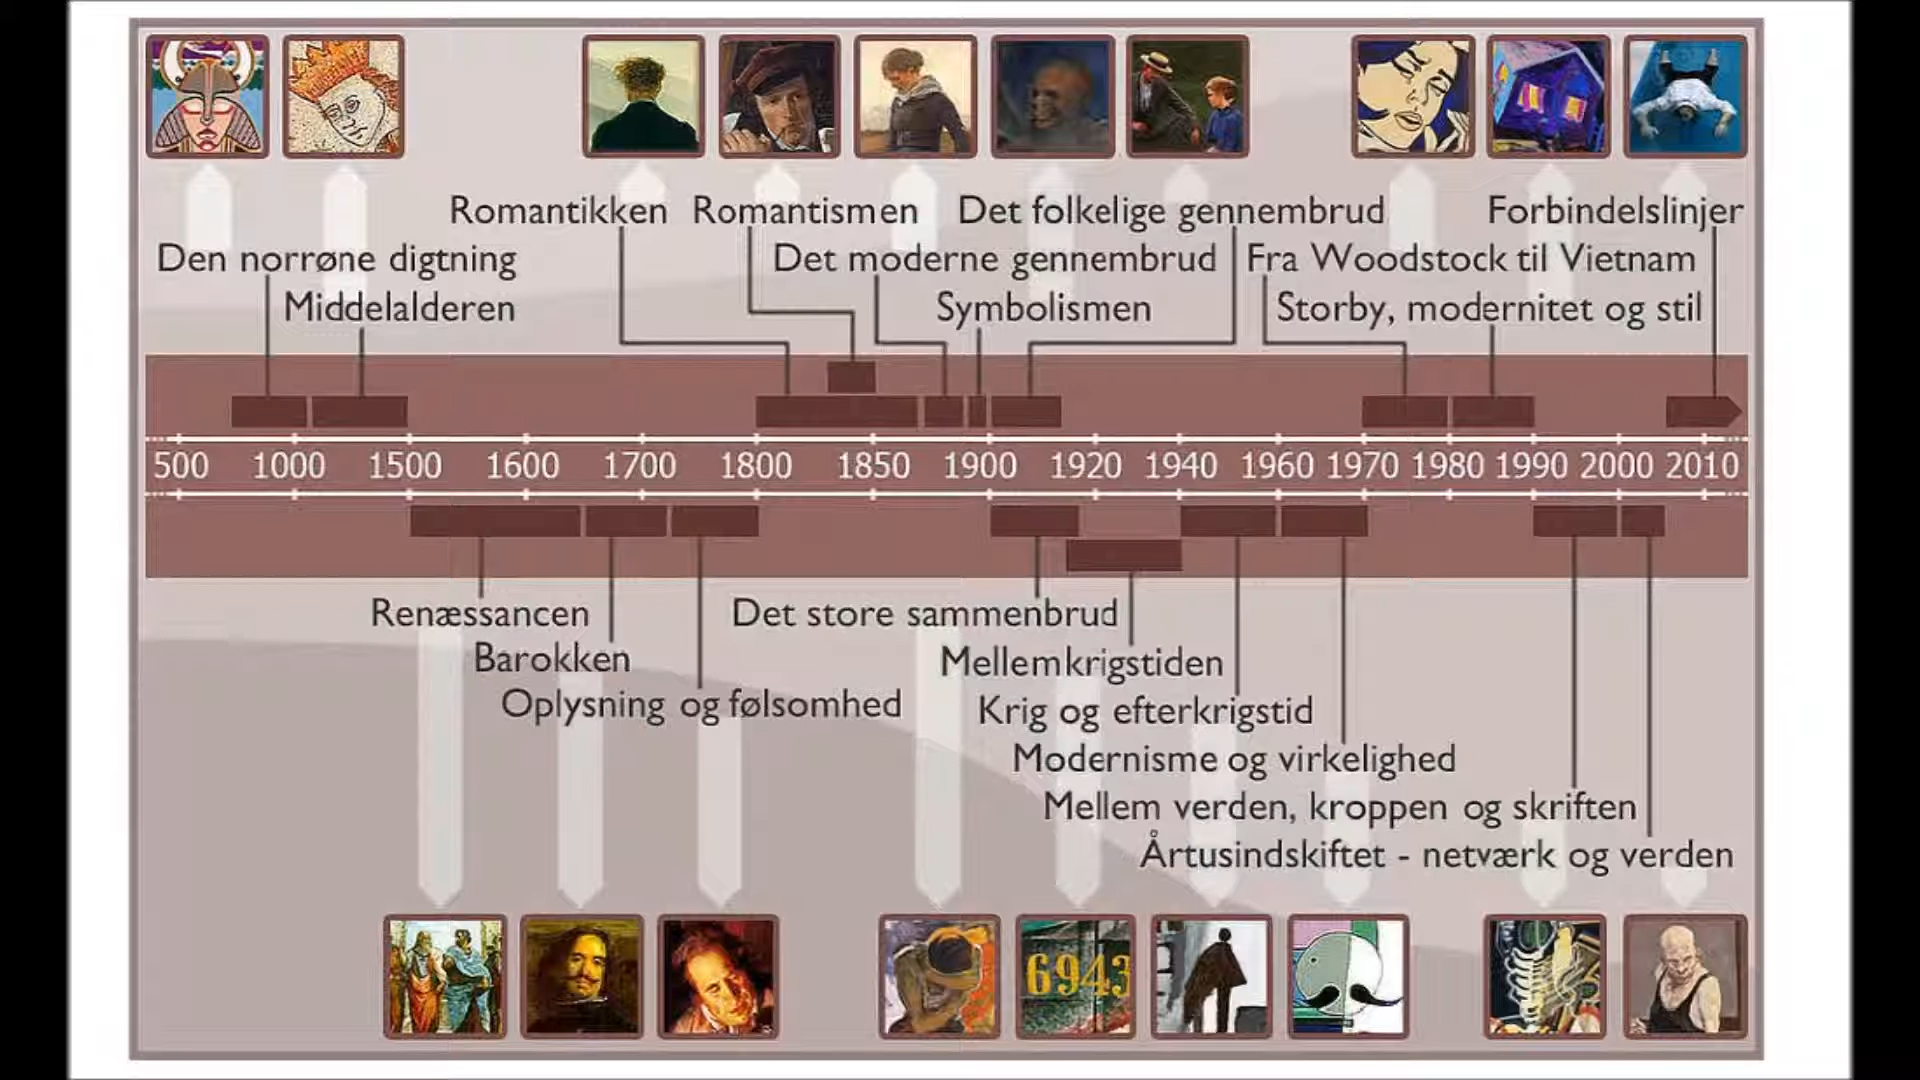 Romantikken Romantismen Det folkelige gennembrud Forbindelslinjer
Den norrøne digtning Det moderne gennembrud Fra Woodstock til Vietnam
Middelalderen Symbolismen Storby, modernitet og stil
500 1000 1500 1600 1700 1800 1850 1900 1920 1940 1960 1970 1980 1990 2000 2010
Renæssancen Det store sammenbrud
Barokken Mellemkrigstiden
Oplysning og følsomhed Krig og efterkrigstid
Modernisme og virkelighed
Mellem verden, kroppen og skriften
Årtusindskiftet - netværk og verden
6943